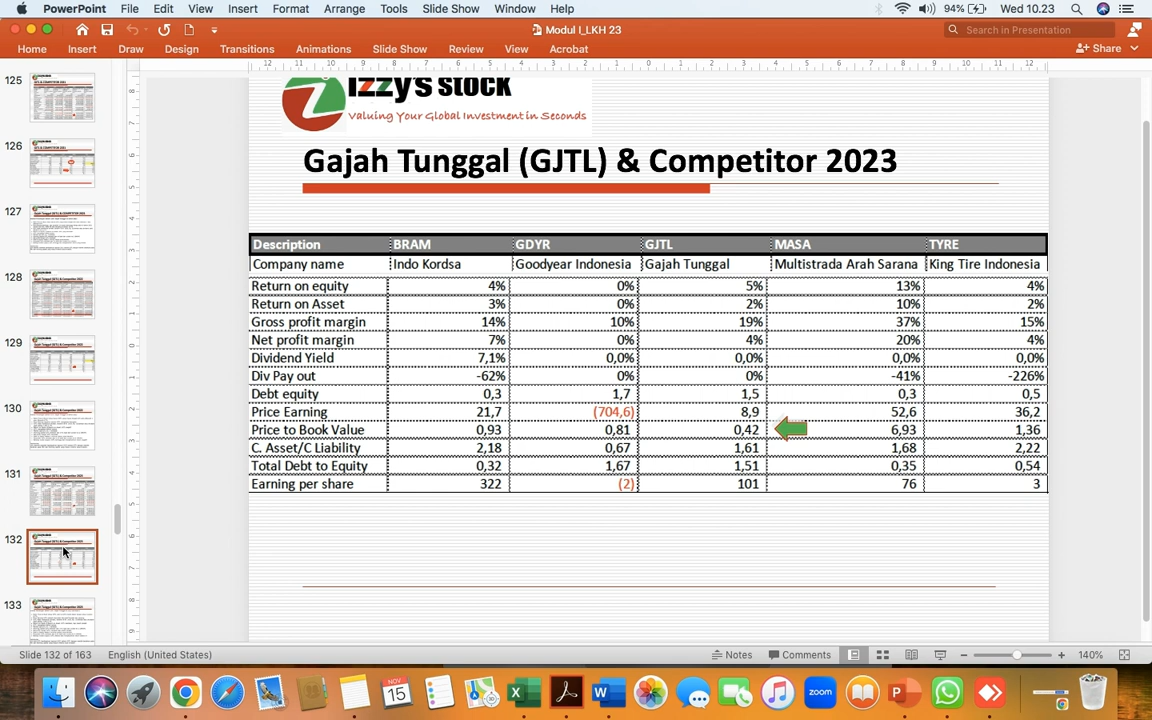 PowerPoint File Edit View Insert Format Arrange Tools Slide Show Window Help 94% Wed 10.23
Modul I_LKH 23
Search in Presentation
Home Insert Draw Design Transitions Animations Slide Show Review View Acrobat Share
Izzy's Stock
Valuing Your Global Investment in Seconds
Gajah Tunggal (GJTL) & Competitor 2023
Description BRAM GDYR GJTL MASA TYRE
Company name Indo Kordsa Goodyear Indonesia Gajah Tunggal Multistrada Arah Sarana King Tire Indonesia
Return on equity 4% 0% 5% 13% 4%
Return on Asset 3% 0% 2% 10% 2%
Gross profit margin 14% 10% 19% 37% 15%
Net profit margin 7% 0% 4% 20% 4%
Dividend Yield 7,1% 0,0% 0,0% 0,0% 0,0%
Div Pay out -62% 0% 0% -41% -226%
Debt equity 0,3 1,7 1,5 0,3 0,5
Price Earning 21,7 (704,6) 8,9 52,6 36,2
Price to Book Value 0,93 0,81 0,42 6,93 1,36
C. Asset/C Liability 2,18 0,67 1,61 1,68 2,22
Total Debt to Equity 0,32 1,67 1,51 0,35 0,54
Earning per share 322 (2) 101 76 3
125
126
127
128
129
130
131
132
133
Slide 132 of 163 English (United States) Notes Comments 140%
NOV 15
zoom